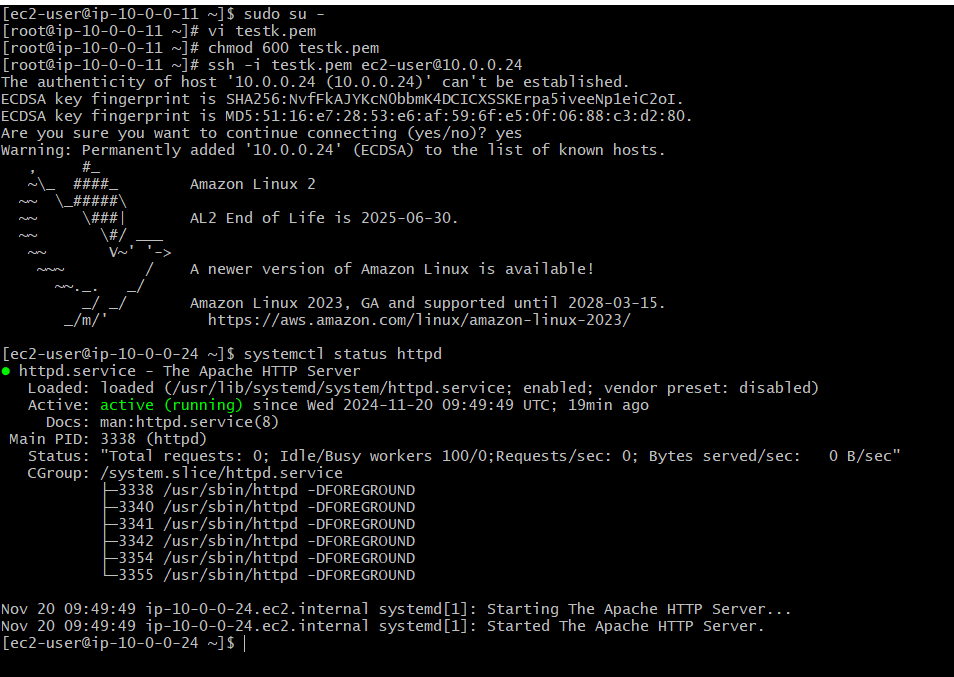 [ec2-user@ip-10-0-0-11 ~]$ sudo su -
[root@ip-10-0-0-11 ~]# vi testk.pem
[root@ip-10-0-0-11 ~]# chmod 600 testk.pem
[root@ip-10-0-0-11 ~]# ssh -i testk.pem ec2-user@10.0.0.24
The authenticity of host '10.0.0.24 (10.0.0.24)' can't be established.
ECDSA key fingerprint is SHA256:NvfFkAJYKcN0bbmK4DCICXSSKErpa5iveeNp1eiC2oI.
ECDSA key fingerprint is MD5:51:16:e7:28:53:e6:af:59:6f:e5:0f:06:88:c3:d2:80.
Are you sure you want to continue connecting (yes/no)? yes
Warning: Permanently added '10.0.0.24' (ECDSA) to the list of known hosts.
   ,     #_
   ~\_  ####_        Amazon Linux 2
  ~~  \_#####\
  ~~     \###|       AL2 End of Life is 2025-06-30.
  ~~       \#/ ___
   ~~       V~' '->
    ~~~         /    A newer version of Amazon Linux is available!
      ~~._.   _/
         _/ _/       Amazon Linux 2023, GA and supported until 2028-03-15.
       _/m/'           https://aws.amazon.com/linux/amazon-linux-2023/
[ec2-user@ip-10-0-0-24 ~]$ systemctl status httpd
● httpd.service - The Apache HTTP Server
   Loaded: loaded (/usr/lib/systemd/system/httpd.service; enabled; vendor preset: disabled)
   Active: active (running) since Wed 2024-11-20 09:49:49 UTC; 19min ago
     Docs: man:httpd.service(8)
 Main PID: 3338 (httpd)
   Status: "Total requests: 0; Idle/Busy workers 100/0;Requests/sec: 0; Bytes served/sec:   0 B/sec"
   CGroup: /system.slice/httpd.service
           ├─3338 /usr/sbin/httpd -DFOREGROUND
           ├─3340 /usr/sbin/httpd -DFOREGROUND
           ├─3341 /usr/sbin/httpd -DFOREGROUND
           ├─3342 /usr/sbin/httpd -DFOREGROUND
           ├─3354 /usr/sbin/httpd -DFOREGROUND
           └─3355 /usr/sbin/httpd -DFOREGROUND
Nov 20 09:49:49 ip-10-0-0-24.ec2.internal systemd[1]: Starting The Apache HTTP Server...
Nov 20 09:49:49 ip-10-0-0-24.ec2.internal systemd[1]: Started The Apache HTTP Server.
[ec2-user@ip-10-0-0-24 ~]$